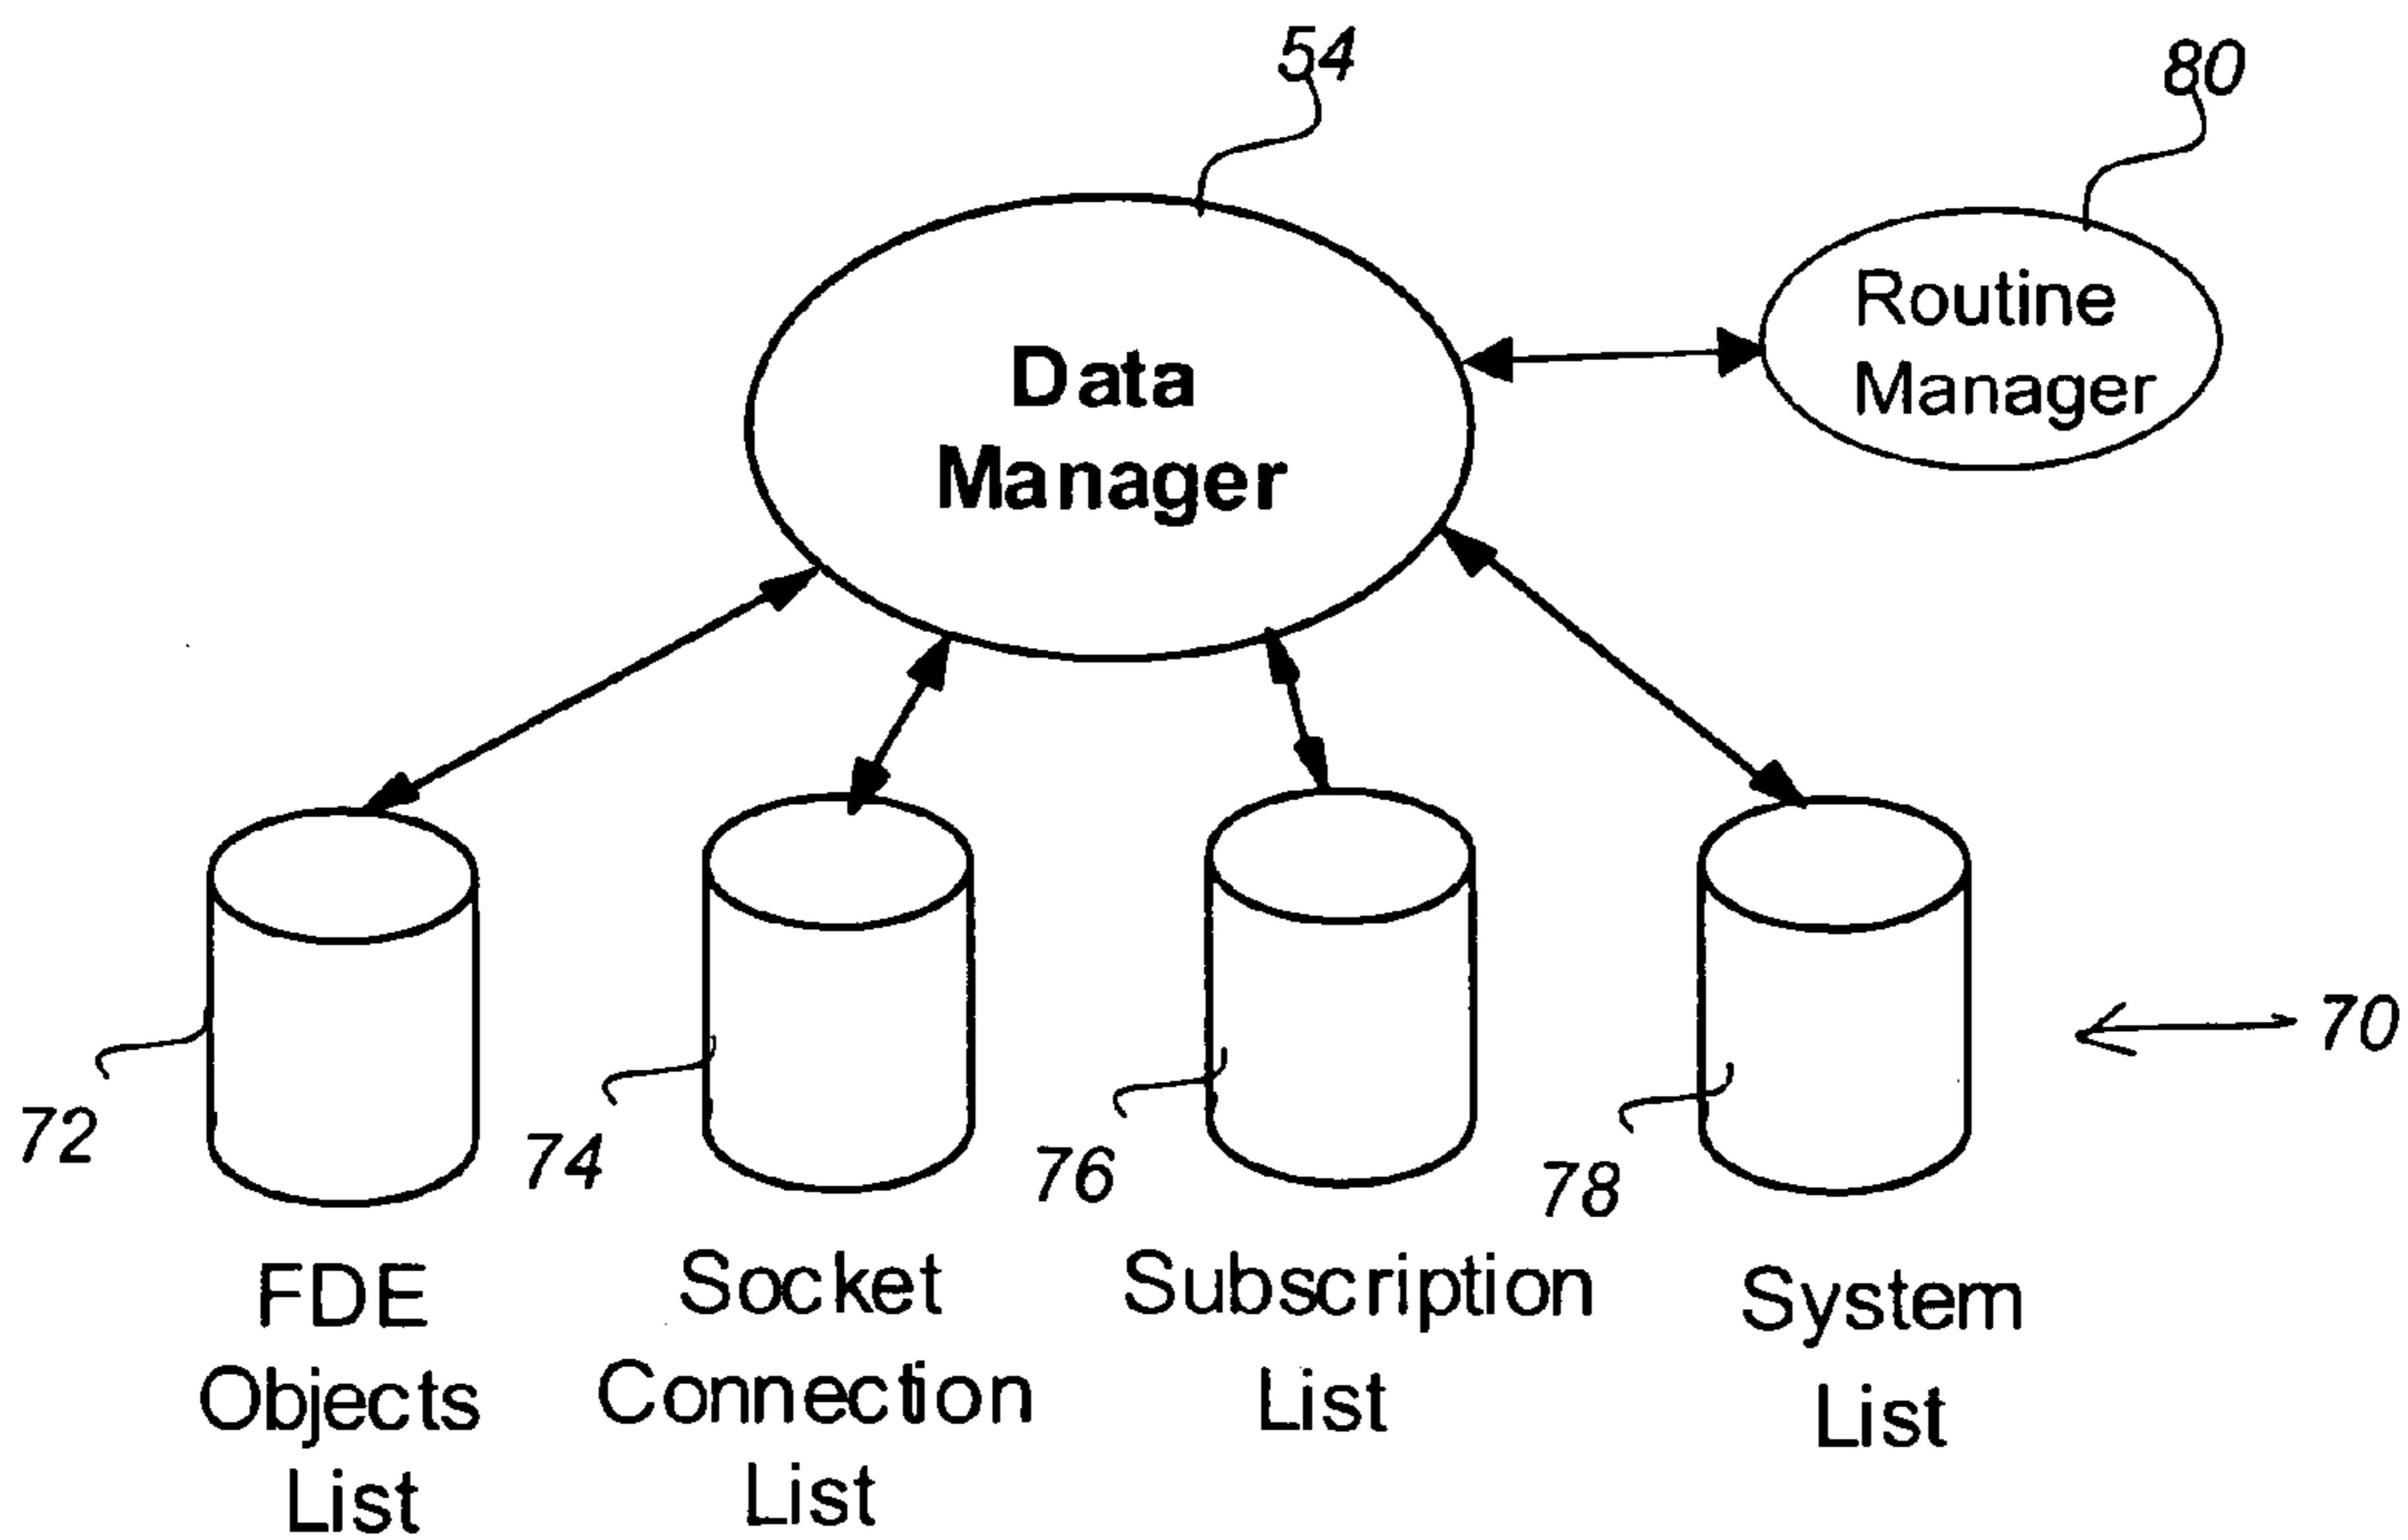 54
80
Routine
Manager
Data
Manager
70
72
74
76
78
FDE
Objects
List
Socket
Connection
List
Subscription
List
System
List